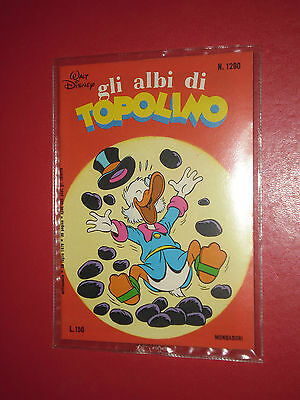 WALT
DISNEY
gli albi di
N. 1280
TOPOLINO
L.150
MONDADORI